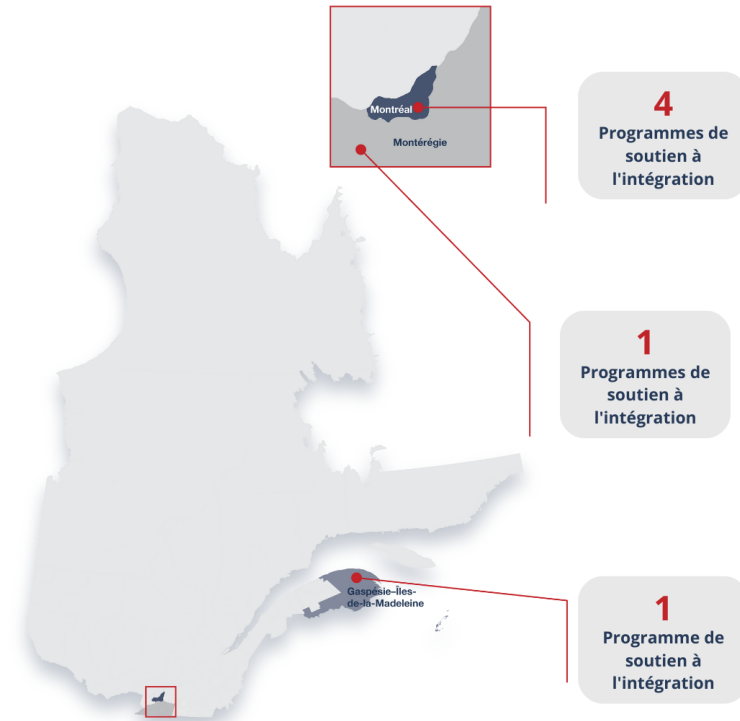 Montréal
Montérégie
4
Programmes de
soutien à
l'intégration
1
Programmes de
soutien à
l'intégration
Gaspésie–Îles-
de-la-Madeleine
1
Programme de
soutien à
l'intégration